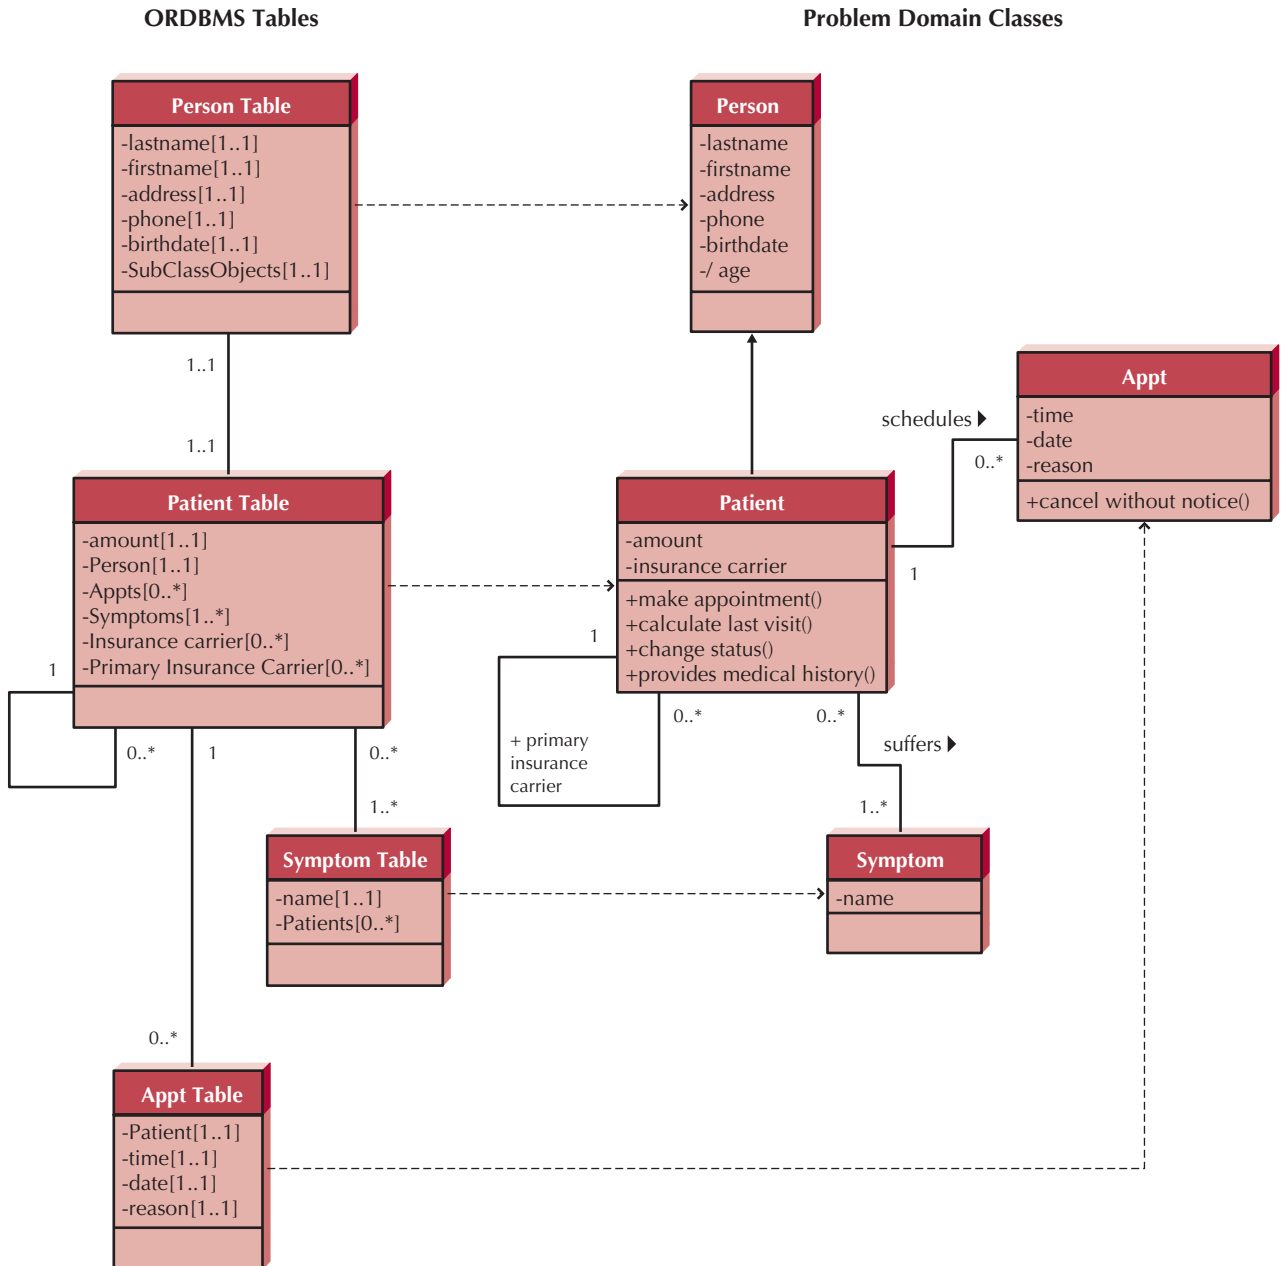 ORDBMS Tables
Problem Domain Classes
Person Table
-lastname[1..1]
-firstname[1..1]
-address[1..1]
-phone[1..1]
-birthdate[1..1]
-SubClassObjects[1..1]
Person
-lastname
-firstname
-address
-phone
-birthdate
-/ age
1..1
1..1
Appt
-time
-date
-reason
+cancel without notice()
schedules
0..*
1
Patient Table
-amount[1..1]
-Person[1..1]
-Appts[0..*]
-Symptoms[1..*]
-Insurance carrier[0..*]
-Primary Insurance Carrier[0..*]
1
0..*
1
0..*
1..*
Patient
-amount
-insurance carrier
+make appointment()
+calculate last visit()
+change status()
+provides medical history()
1
0..*
+ primary
insurance
carrier
0..*
suffers
1..*
Symptom Table
-name[1..1]
-Patients[0..*]
Symptom
-name
0..*
Appt Table
-Patient[1..1]
-time[1..1]
-date[1..1]
-reason[1..1]